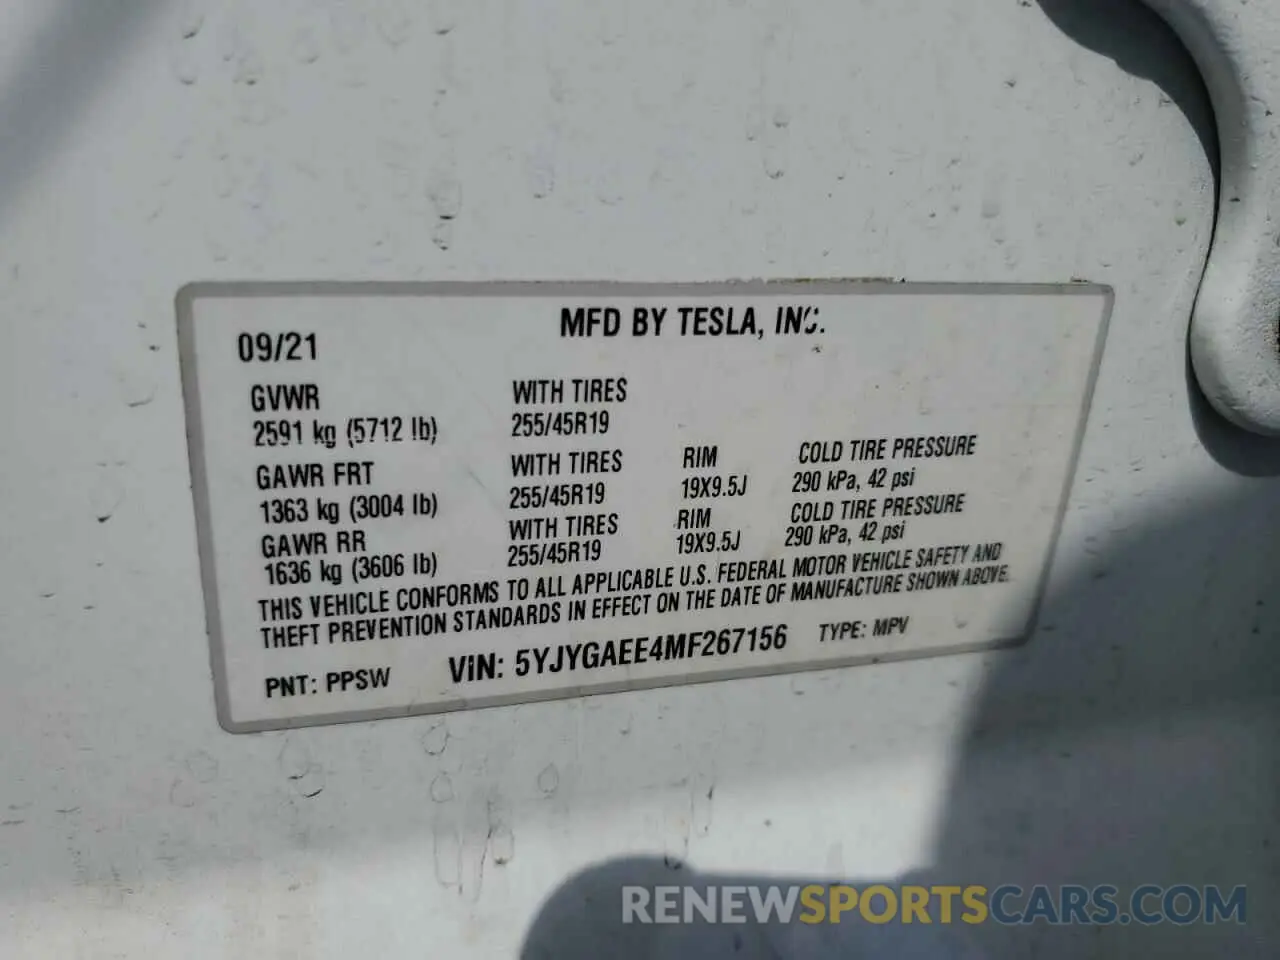 MFD BY TESLA, INC.
09/21
GVWR WITH TIRES
2591 kg (5712 lb) 255/45R19
GAWR FRT WITH TIRES RIM COLD TIRE PRESSURE
1363 kg (3004 lb) 255/45R19 19X9.5J 290 kPa, 42 psi
GAWR RR WITH TIRES RIM COLD TIRE PRESSURE
1636 kg (3606 lb) 255/45R19 19X9.5J 290 kPa, 42 psi
THIS VEHICLE CONFORMS TO ALL APPLICABLE U.S. FEDERAL MOTOR VEHICLE SAFETY AND
THEFT PREVENTION STANDARDS IN EFFECT ON THE DATE OF MANUFACTURE SHOWN ABOVE.
PNT: PPSW VIN: 5YJYGAEE4MF267156 TYPE: MPV
RENEWSPORTSCARS.COM